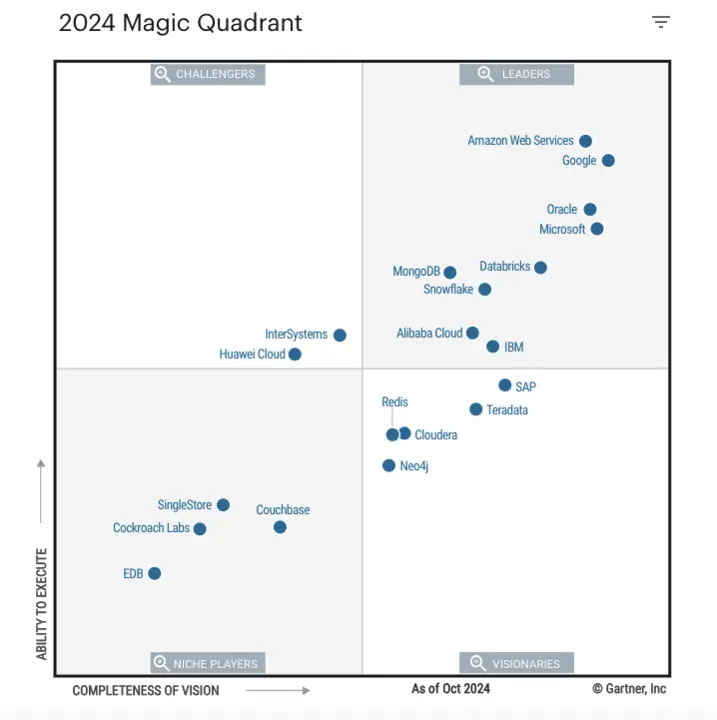 2024 Magic Quadrant
CHALLENGERS
LEADERS
Amazon Web Services
Google
Oracle
Microsoft
Databricks
MongoDB
Snowflake
Alibaba Cloud
InterSystems
IBM
Huawei Cloud
SAP
Redis
Teradata
Cloudera
Neo4j
SingleStore
Couchbase
Cockroach Labs
EDB
ABILITY TO EXECUTE
NICHE PLAYERS
VISIONARIES
COMPLETENESS OF VISION
As of Oct 2024
© Gartner, Inc